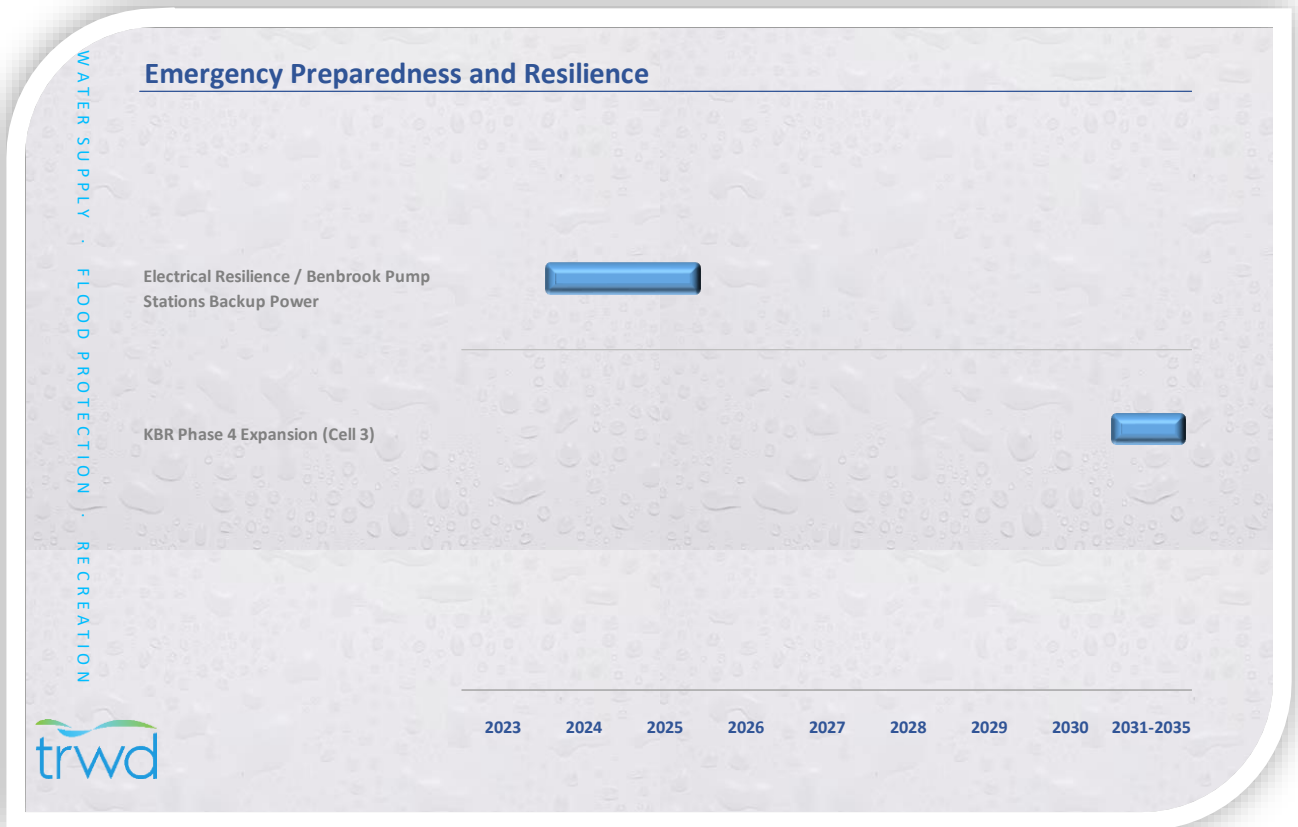 Emergency Preparedness and Resilience
WATER SUPPLY · FLOOD PROTECTION · RECREATION
Electrical Resilience / Benbrook Pump
Stations Backup Power
KBR Phase 4 Expansion (Cell 3)
2023 2024 2025 2026 2027 2028 2029 2030 2031-2035
trwd